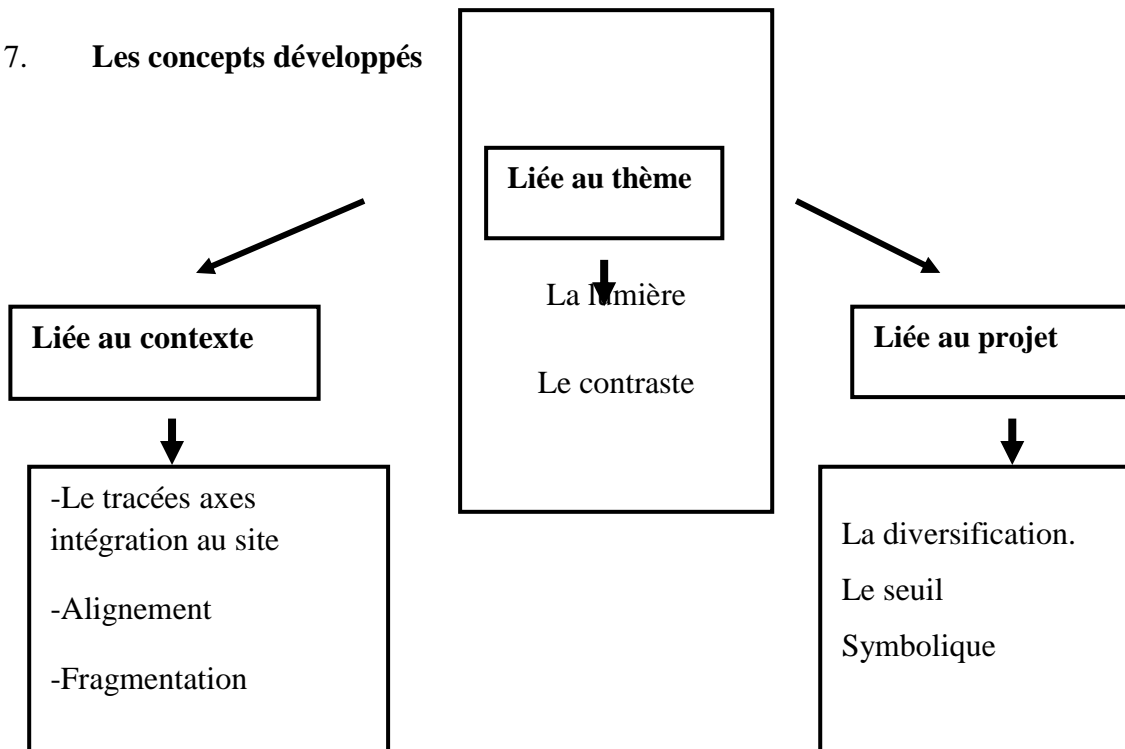 7. Les concepts développés
Liée au thème
La lumière
Le contraste
Liée au contexte
-Le tracées axes
intégration au site
-Alignement
-Fragmentation
Liée au projet
La diversification.
Le seuil
Symbolique